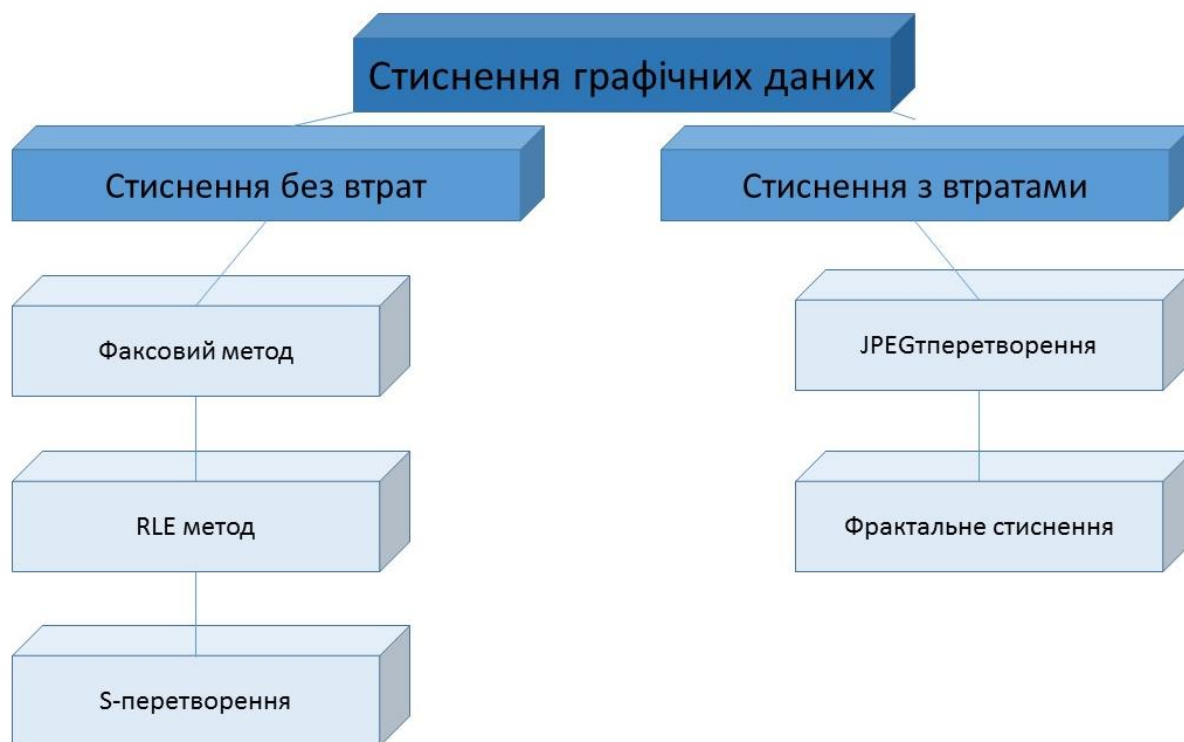 Стиснення графічних даних
Стиснення без втрат
Стиснення з втратами
Факсовий метод
JPEGтперетворення
RLE метод
Фрактальне стиснення
S-перетворення